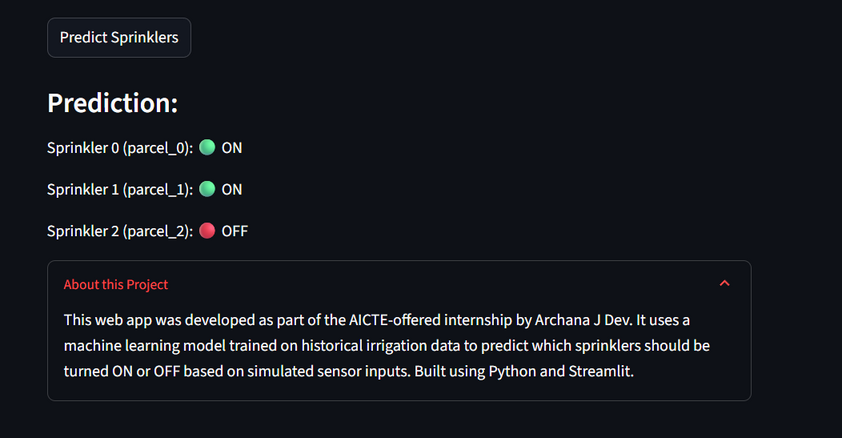 Predict Sprinklers
Prediction:
Sprinkler 0 (parcel_0): 🟢 ON
Sprinkler 1 (parcel_1): 🟢 ON
Sprinkler 2 (parcel_2): 🔴 OFF
About this Project
This web app was developed as part of the AICTE-offered internship by Archana J Dev. It uses a
machine learning model trained on historical irrigation data to predict which sprinklers should be
turned ON or OFF based on simulated sensor inputs. Built using Python and Streamlit.